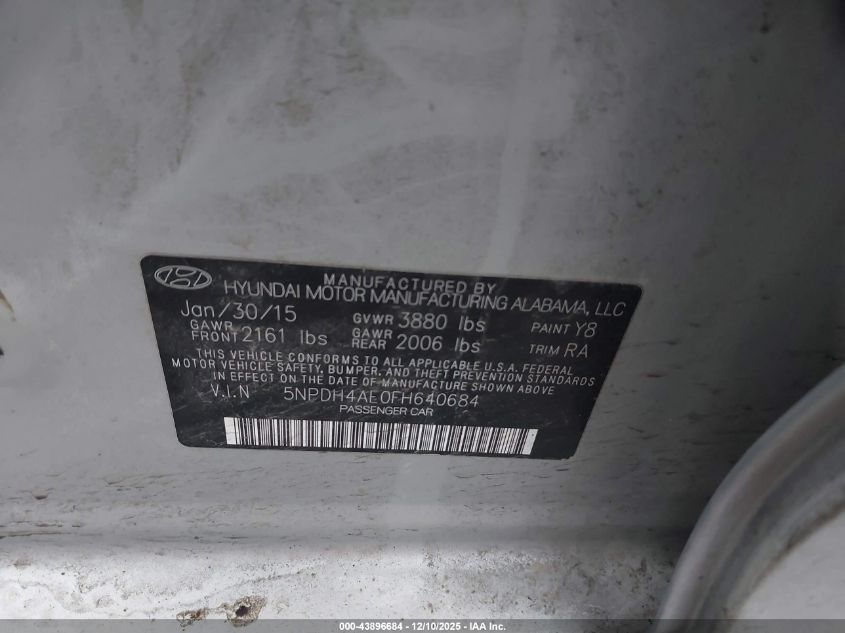 MANUFACTURED BY
HYUNDAI MOTOR MANUFACTURING ALABAMA, LLC
Jan/30/15 GVWR 3880 lbs PAINT Y8
GAWR FRONT 2161 lbs GAWR REAR 2006 lbs TRIM RA
THIS VEHICLE CONFORMS TO ALL APPLICABLE U.S.A. FEDERAL
MOTOR VEHICLE SAFETY, BUMPER, AND THEFT PREVENTION STANDARDS
IN EFFECT ON THE DATE OF MANUFACTURE SHOWN ABOVE
V.I.N 5NPDH4AE0FH640684
PASSENGER CAR
000-43896684 - 12/10/2025 - IAA Inc.